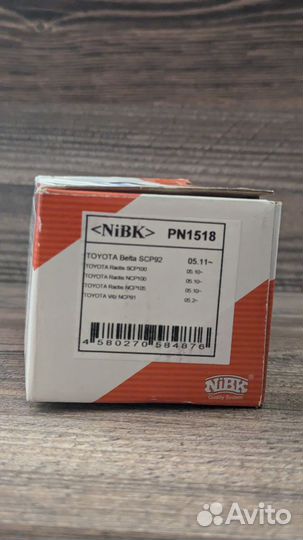 <NiBK> PN1518
TOYOTA Belta SCP92 05.11~
TOYOTA Ractis SCP100 05.10~
TOYOTA Ractis NCP100 05.10~
TOYOTA Ractis NCP105 05.10~
TOYOTA Vitz NCP91 05.2~
4 580270 584876
NiBK
Quality System
Avito